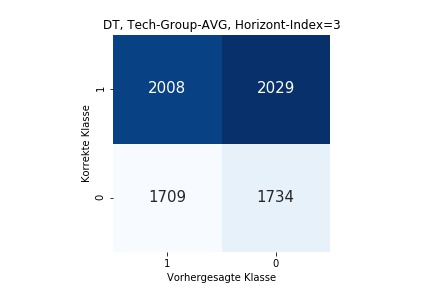 DT, Tech-Group-AVG, Horizont-Index=3
Korrekte Klasse
1
2008 2029
0
1709 1734
1 0
Vorhergesagte Klasse